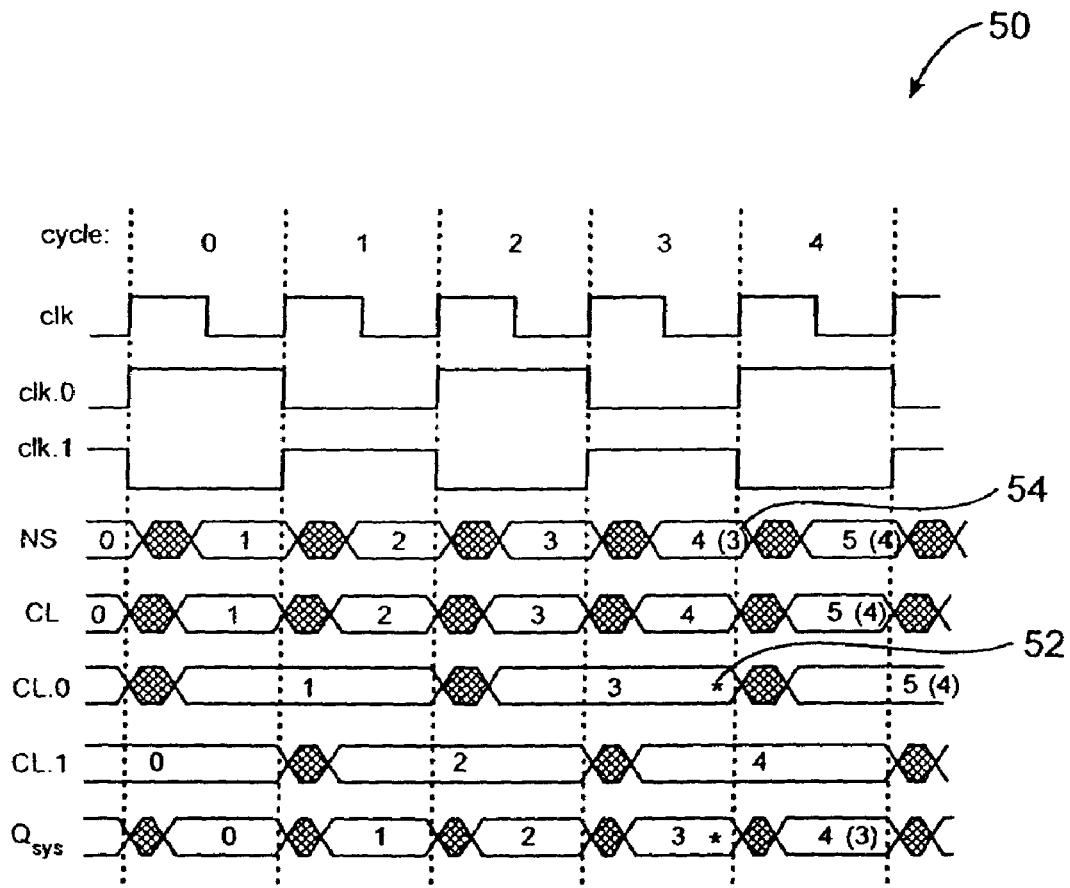 50
cycle: 0 1 2 3 4
clk
clk.0
clk.1
54
NS 0 1 2 3 4 (3) 5 (4)
CL 0 1 2 3 4 5 (4)
52
CL.0 1 3 * 5 (4)
CL.1 0 2 4
Qsys 0 1 2 3 * 4 (3)